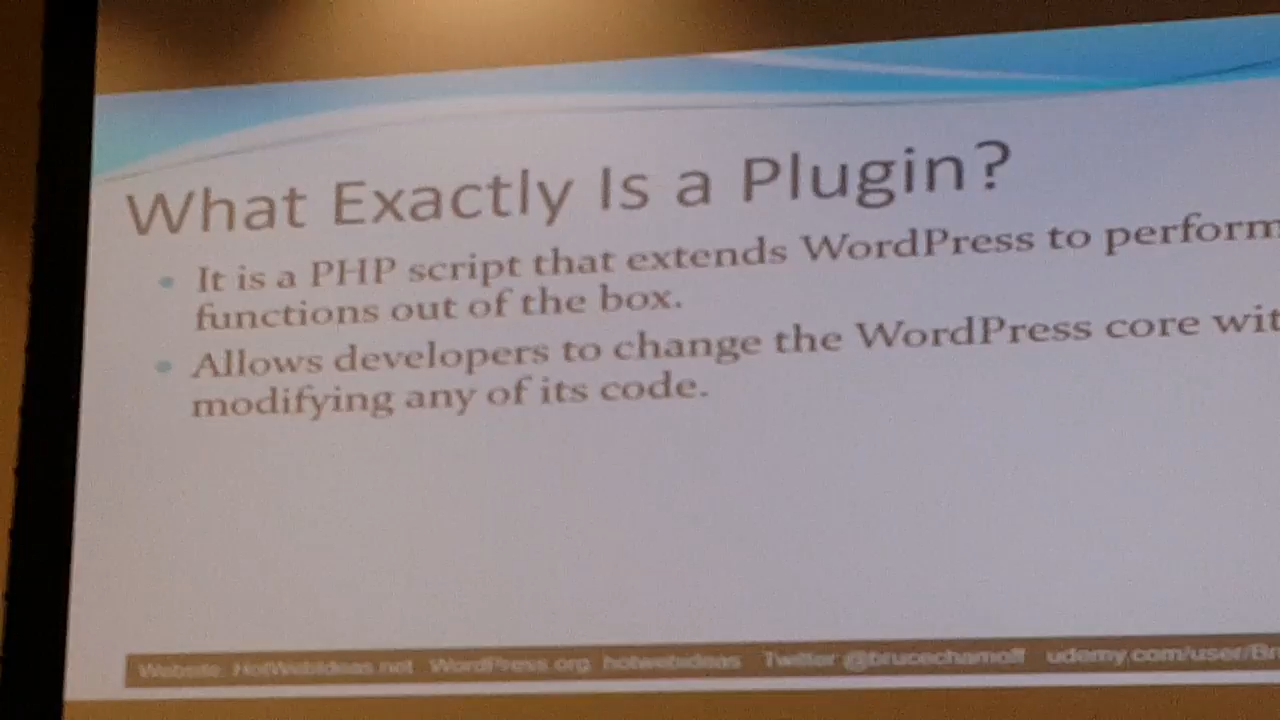 What Exactly Is a Plugin?
• It is a PHP script that extends WordPress to perform
functions out of the box.
• Allows developers to change the WordPress core wit
modifying any of its code.
Website: HotWebIdeas.net WordPress.org hotwebideas Twitter @brucechamoff udemy.com/user/Br